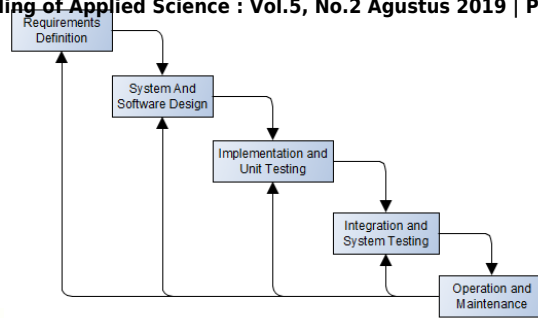 ding of Applied Science : Vol.5, No.2 Agustus 2019 | P
Requirements
Definition
System And
Software Design
Implementation and
Unit Testing
Integration and
System Testing
Operation and
Maintenance